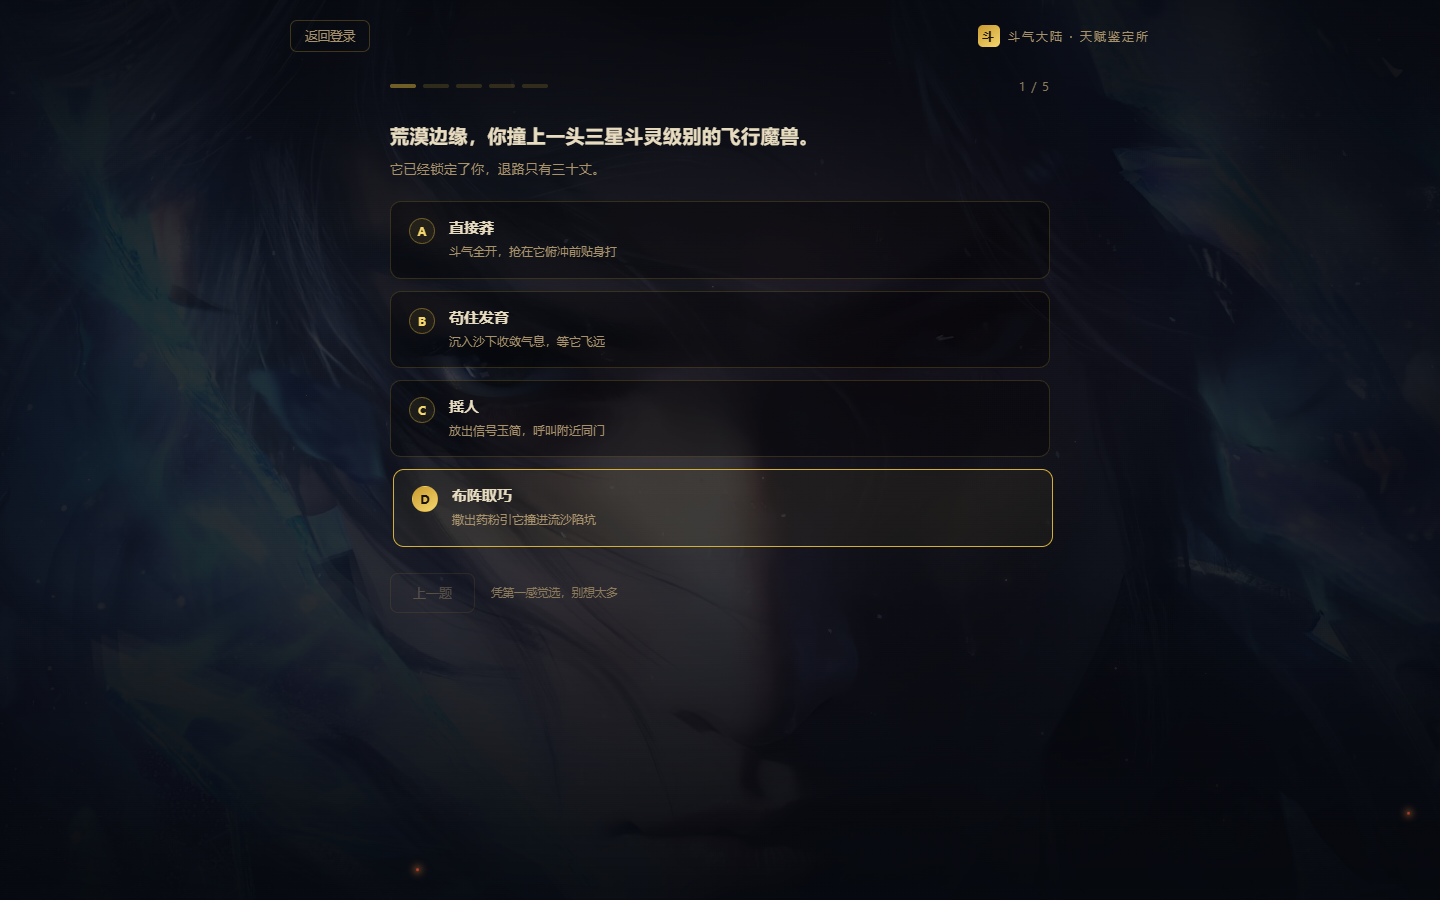 返回登录
斗 斗气大陆 · 天赋鉴定所
1 / 5
荒漠边缘，你撞上一头三星斗灵级别的飞行魔兽。
它已经锁定了你，退路只有三十丈。
A 直接莽
斗气全开，抢在它俯冲前贴身打
B 苟住发育
沉入沙下收敛气息，等它飞远
C 摇人
放出信号玉简，呼叫附近同门
D 布阵取巧
撒出药粉引它撞进流沙陷坑
上一题 凭第一感觉选，别想太多